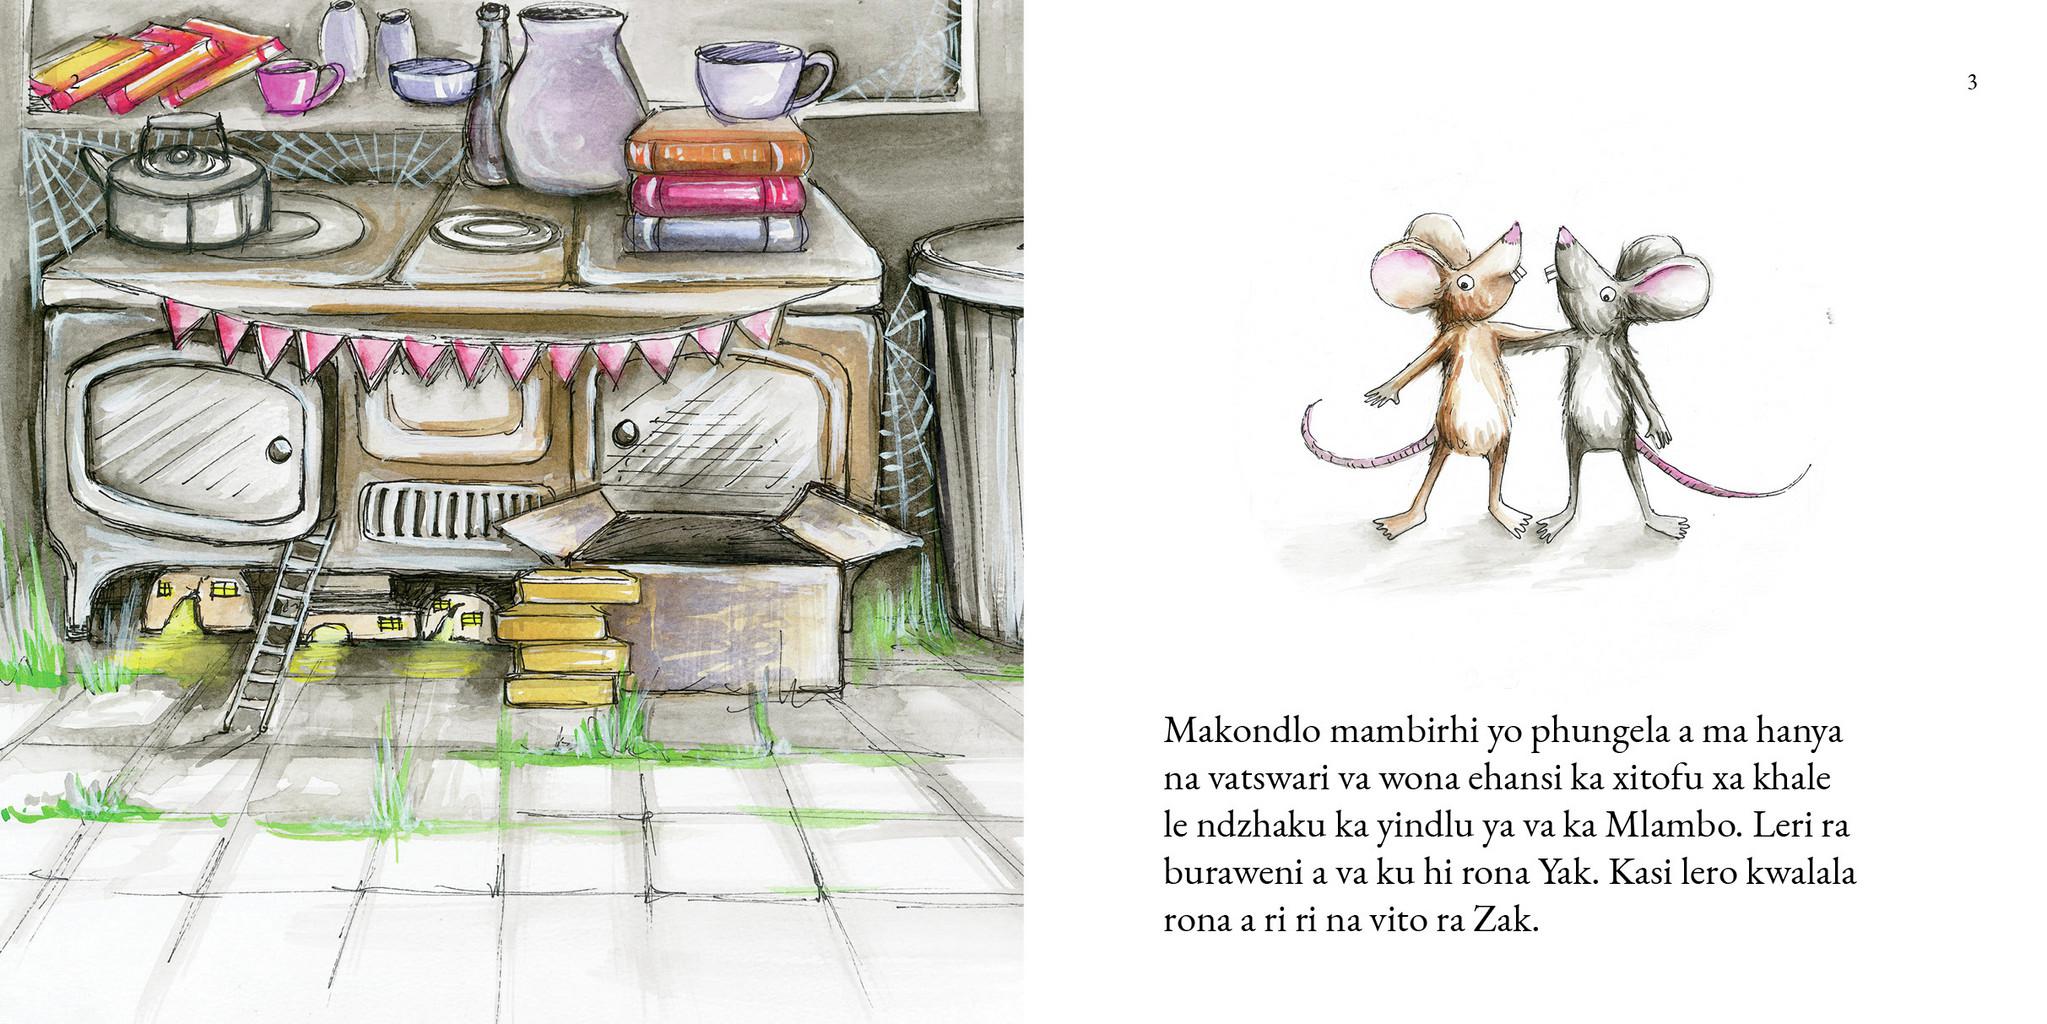 3
Makondlo mambirhi yo phungela a ma hanya
na vatswari va wona ehansi ka xitofu xa khale
le ndzhaku ka yindlu ya va ka Mlambo. Leri ra
buraweni a va ku hi rona Yak. Kasi lero kwalala
rona a ri ri na vito ra Zak.